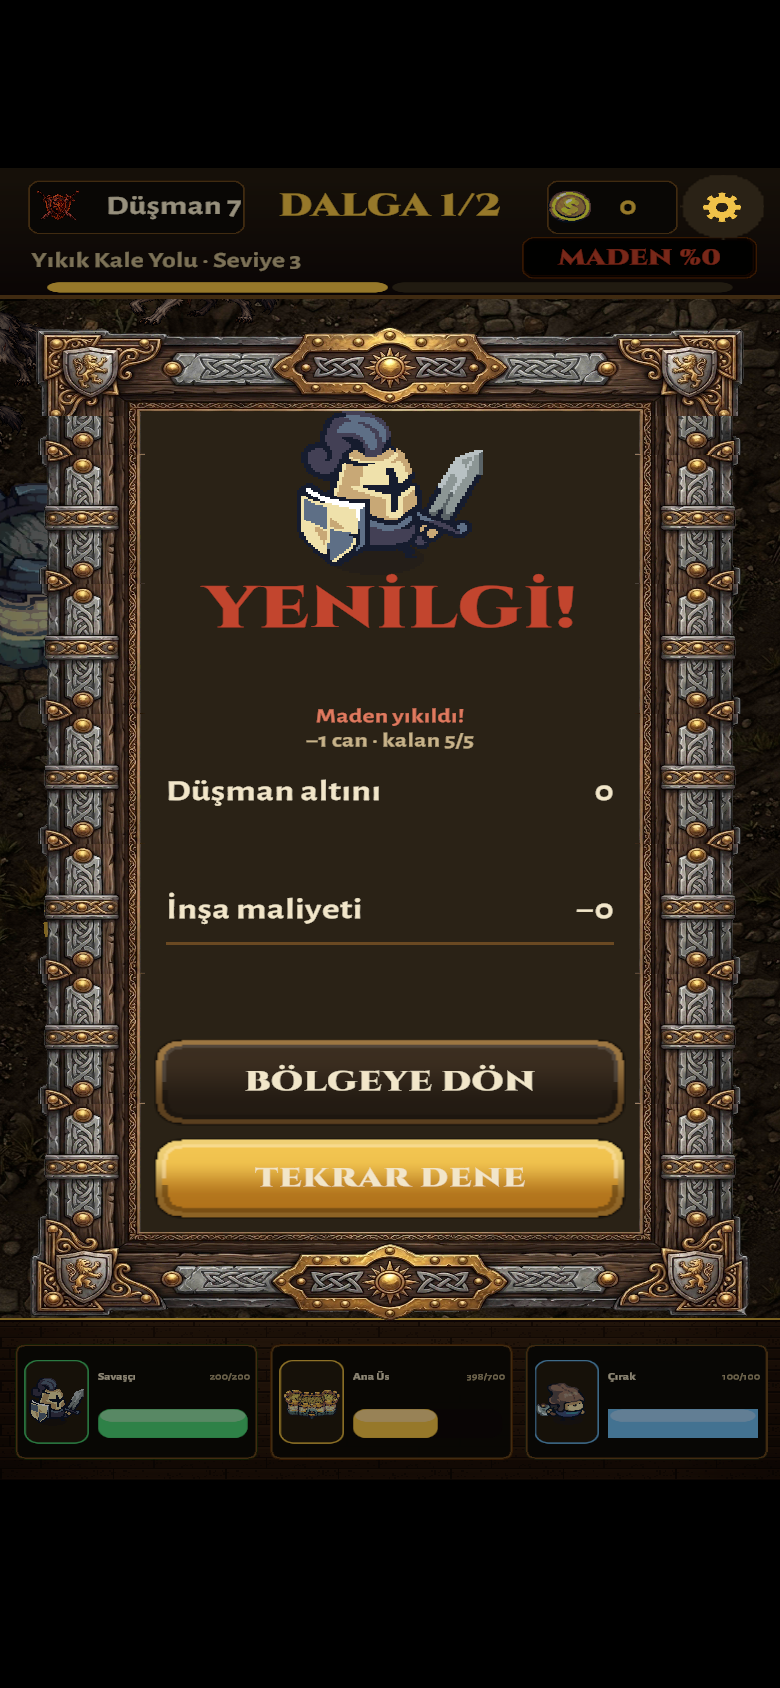 Düşman 7
DALGA 1/2
0
Yıkık Kale Yolu · Seviye 3
MADEN %0
YENİLGİ!
Maden yıkıldı!
−1 can · kalan 5/5
Düşman altını 0
İnşa maliyeti −0
BÖLGEYE DÖN
TEKRAR DENE
Savaşçı 200/200
Ana Üs 398/700
Çırak 100/100